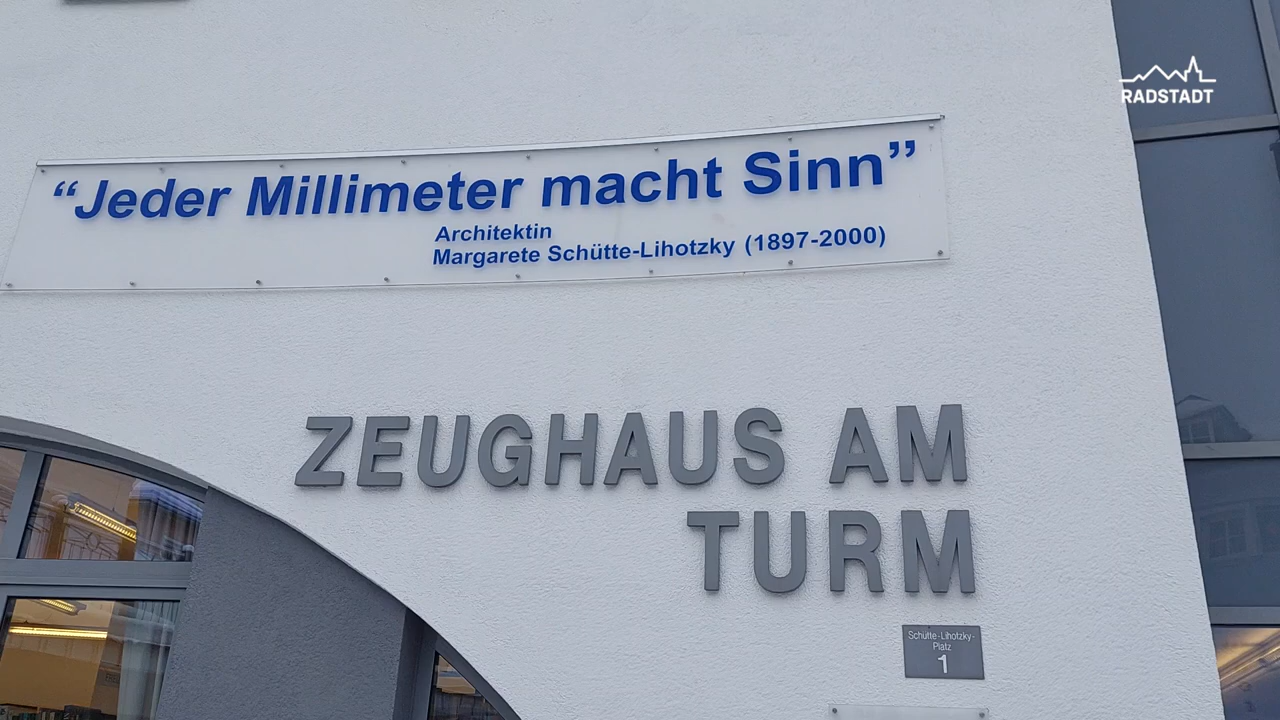 RADSTADT
“Jeder Millimeter macht Sinn”
Architektin
Margarete Schütte-Lihotzky (1897-2000)
ZEUGHAUS AM
TURM
Schütte-Lihotzky-
Platz
1